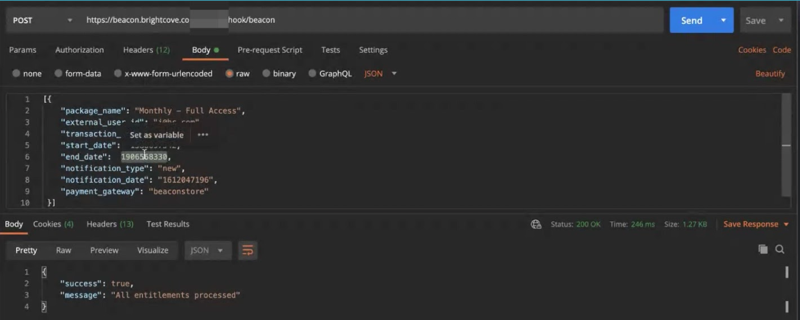 POST https://beacon.brightcove.co hook/beacon Send Save
Params Authorization Headers (12) Body Pre-request Script Tests Settings Cookies Code
none form-data x-www-form-urlencoded raw binary GraphQL JSON Beautify
1 [{
2 "package_name": "Monthly – Full Access",
3 "external_user_id":
4 "transaction_
Set as variable •••
5 "start_date":
6 "end_date": 1906568330,
7 "notification_type": "new",
8 "notification_date": "1612047196",
9 "payment_gateway": "beaconstore"
10 }]
Body Cookies (4) Headers (13) Test Results Status: 200 OK Time: 246 ms Size: 1.27 KB Save Response
Pretty Raw Preview Visualize JSON
1 {
2 "success": true,
3 "message": "All entitlements processed"
4 }